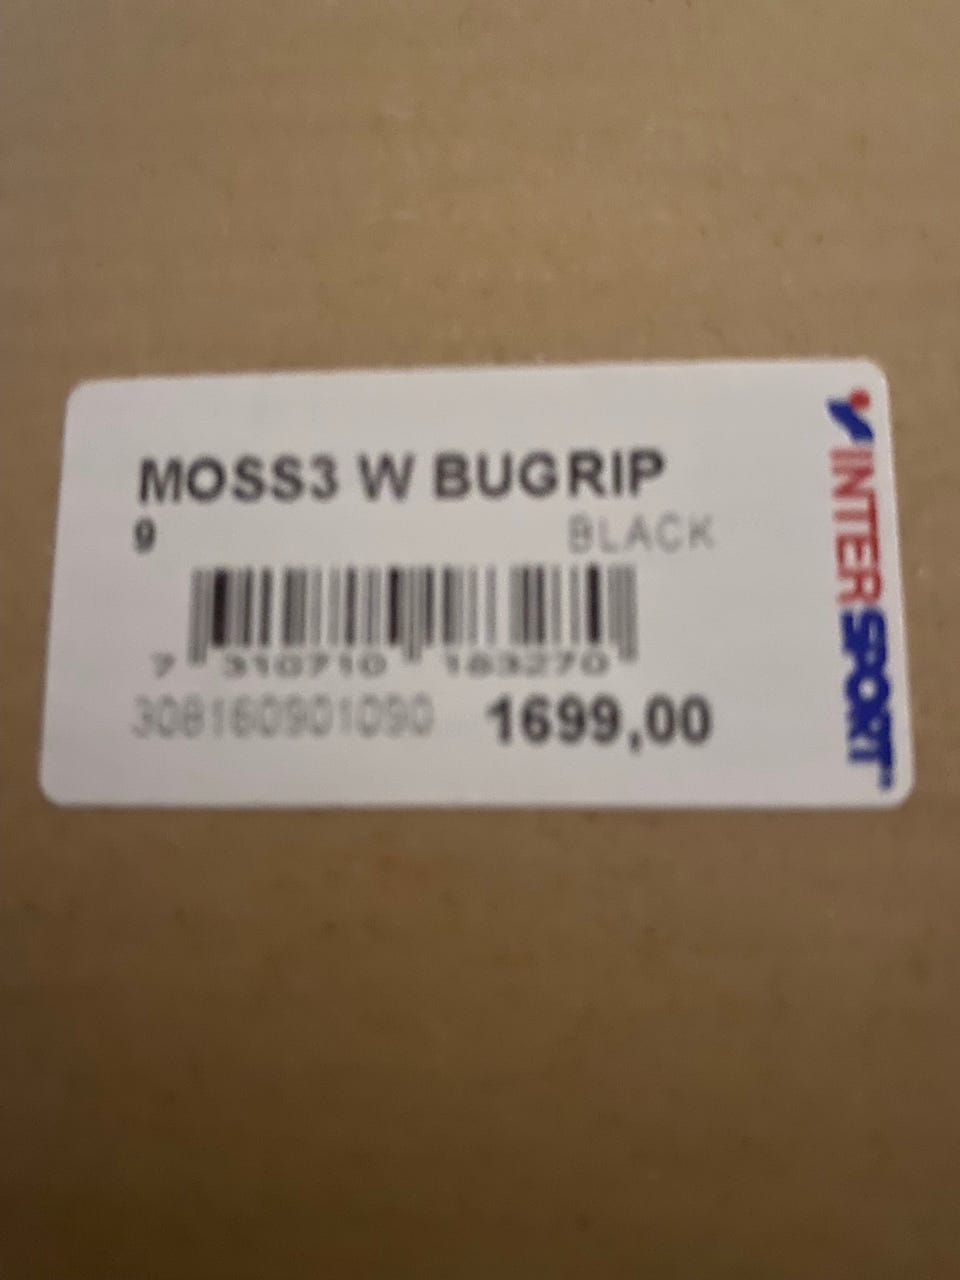 MOSS3 W BUGRIP
9 BLACK
7 310710 183270
308160901090 1699,00
INTERSPORT